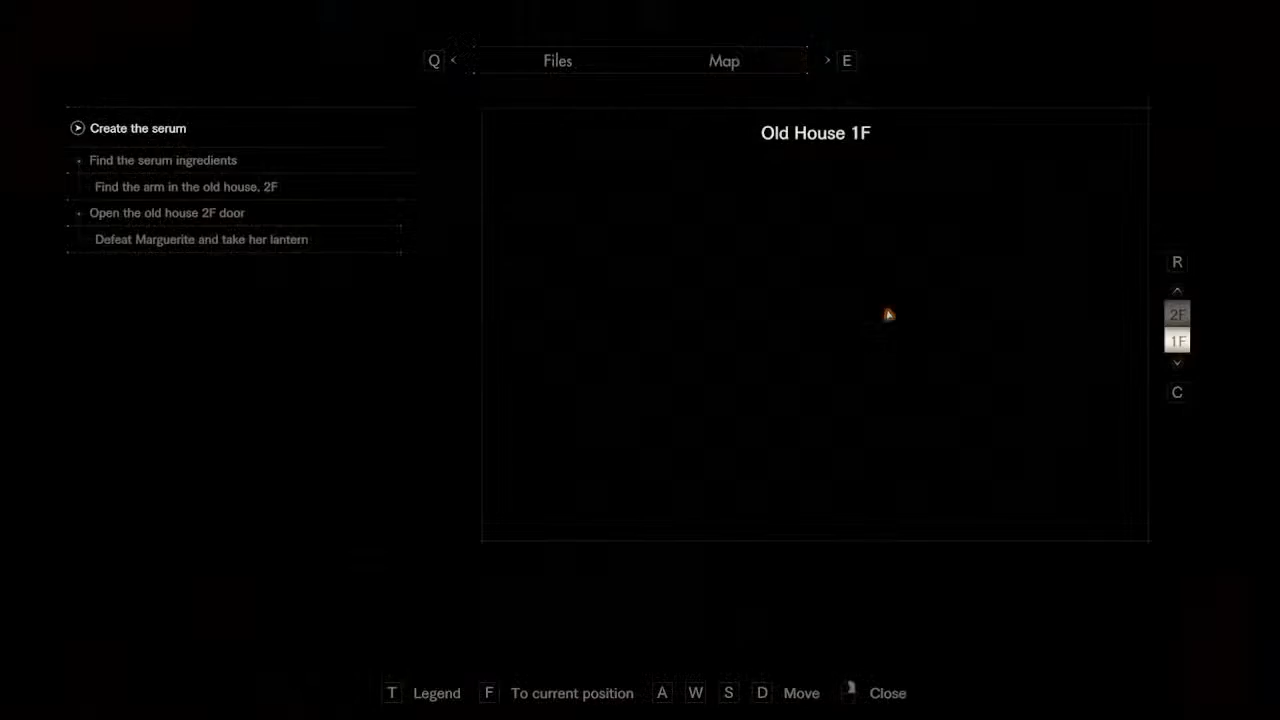 Q < Files Map > E
Create the serum
Find the serum ingredients
Find the arm in the old house, 2F
Open the old house 2F door
Defeat Marguerite and take her lantern
Old House 1F
R
2F
1F
C
T Legend F To current position A W S D Move Close